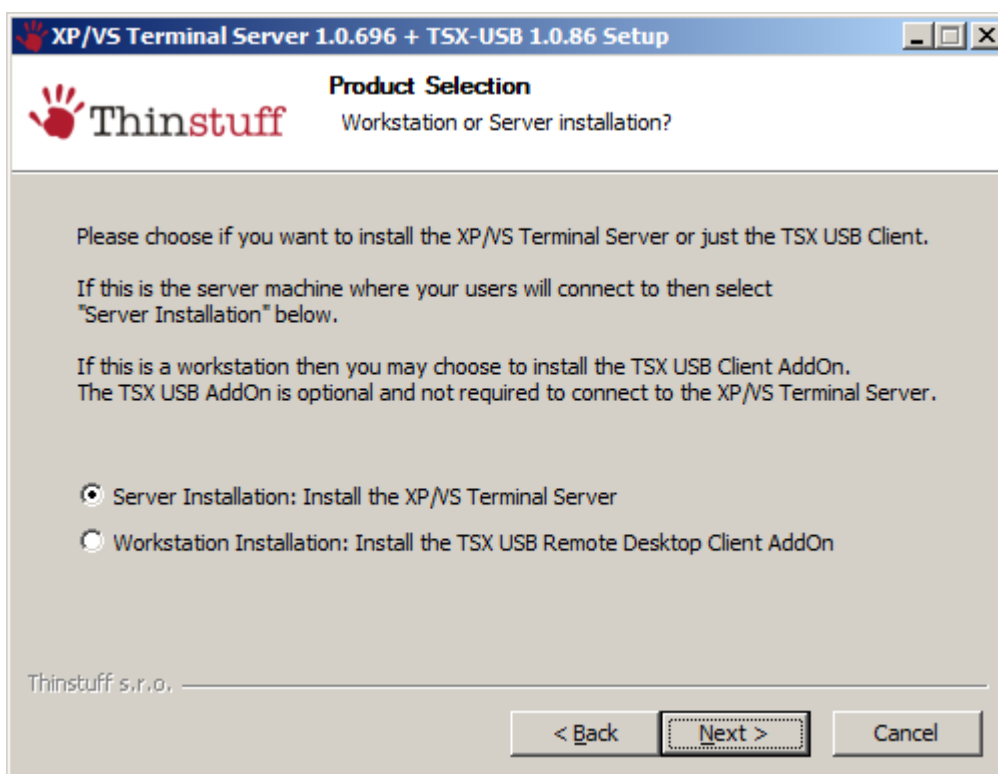 XP/VS Terminal Server 1.0.696 + TSX-USB 1.0.86 Setup
Thinstuff
Product Selection
Workstation or Server installation?
Please choose if you want to install the XP/VS Terminal Server or just the TSX USB Client.
If this is the server machine where your users will connect to then select
"Server Installation" below.
If this is a workstation then you may choose to install the TSX USB Client AddOn.
The TSX USB AddOn is optional and not required to connect to the XP/VS Terminal Server.
Server Installation: Install the XP/VS Terminal Server
Workstation Installation: Install the TSX USB Remote Desktop Client AddOn
Thinstuff s.r.o.
< Back
Next >
Cancel